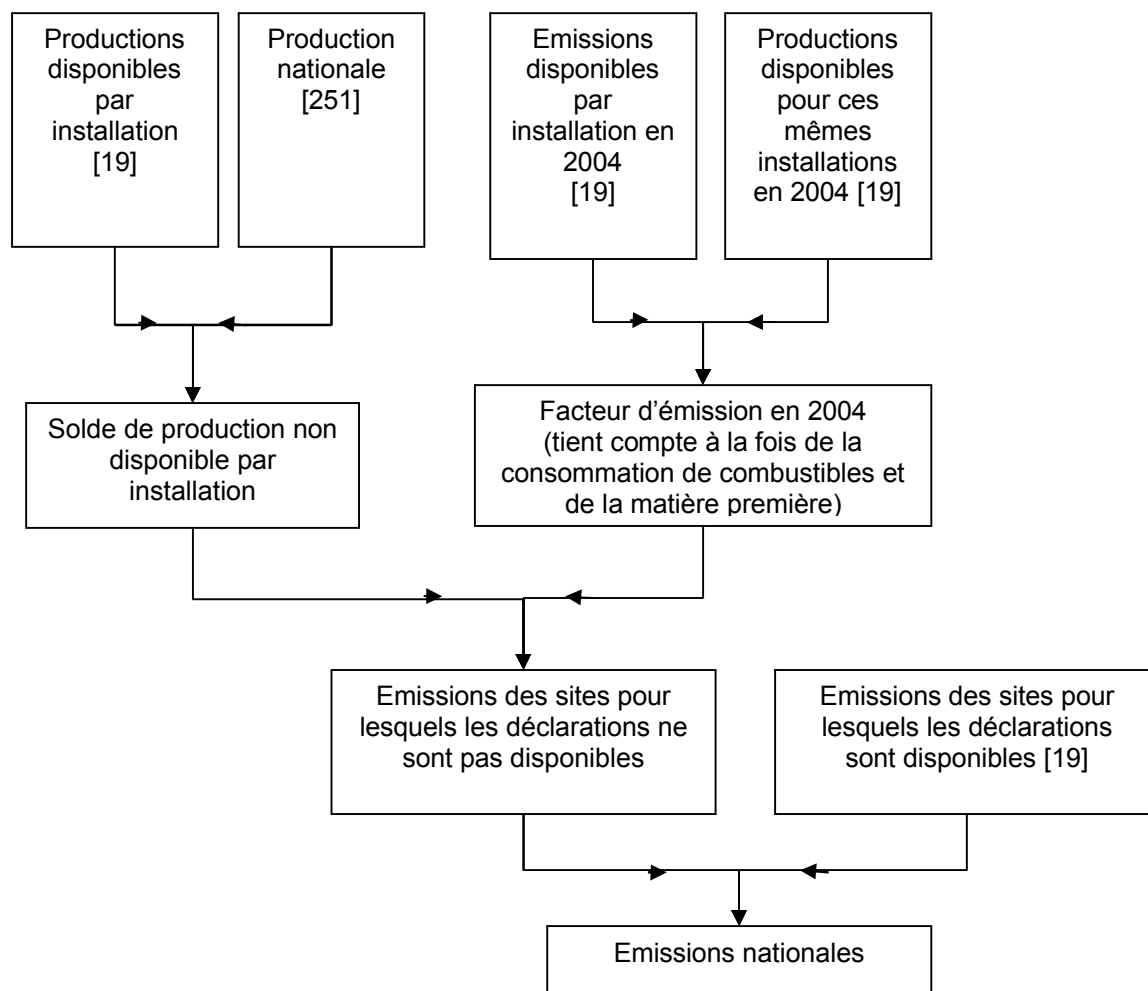 Productions
disponibles
par
installation
[19]
Production
nationale
[251]
Emissions
disponibles
par
installation en
2004
[19]
Productions
disponibles
pour ces
mêmes
installations
en 2004 [19]
Solde de production non
disponible par
installation
Facteur d'émission en 2004
(tient compte à la fois de la
consommation de combustibles et
de la matière première)
Emissions des sites pour
lesquels les déclarations ne
sont pas disponibles
Emissions des sites pour
lesquels les déclarations
sont disponibles [19]
Emissions nationales